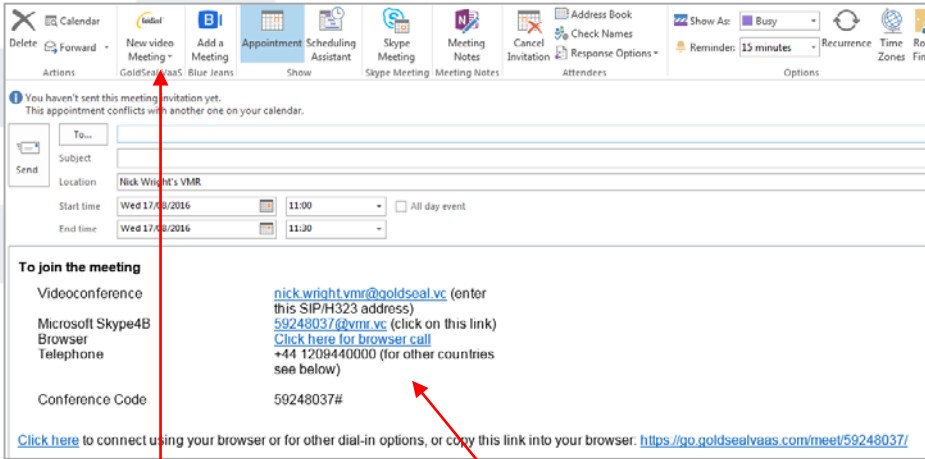 Delete
Calendar
Forward
New video Meeting
Add a Meeting
Appointment
Scheduling Assistant
Skype Meeting
Meeting Notes
Cancel Invitation
Address Book
Check Names
Response Options
Show As: Busy
Reminder: 15 minutes
Recurrence
Time Zones
Actions
GoldSeal VaaS
Blue Jeans
Show
Skype Meeting
Meeting Notes
Attendees
Options
You haven't sent this meeting invitation yet.
This appointment conflicts with another one on your calendar.
Send
To...
Subject
Location Nick Wright's VMR
Start time Wed 17/08/2016 11:00 All day event
End time Wed 17/08/2016 11:30
To join the meeting
Videoconference nick.wright.vmr@goldseal.vc (enter
this SIP/H323 address)
Microsoft Skype4B 59248037@vmr.vc (click on this link)
Browser Click here for browser call
Telephone +44 1209440000 (for other countries
see below)
Conference Code 59248037#
Click here to connect using your browser or for other dial-in options, or copy this link into your browser: https://go.goldsealvaas.com/meet/59248037/